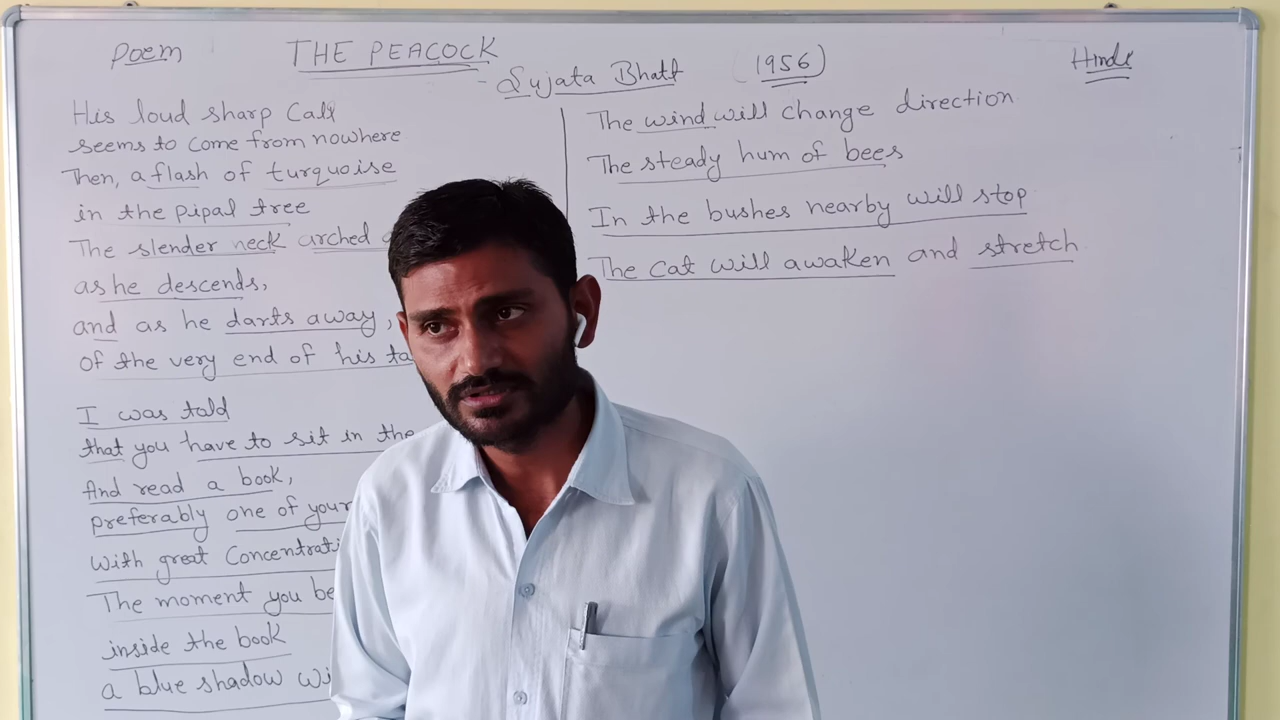 Poem
THE PEACOCK
- Sujata Bhatt
(1956)
Hindi
His loud sharp Call
seems to come from nowhere
Then, a flash of turquoise
in the pipal tree
The slender neck arched
as he descends,
and as he darts away,
of the very end of his
I was told
that you have to sit in the
And read a book,
preferably one of your
With great
The moment you
inside the book
a blue shadow
The wind will change direction
The steady hum of bees
In the bushes nearby will stop
The cat will awaken and stretch